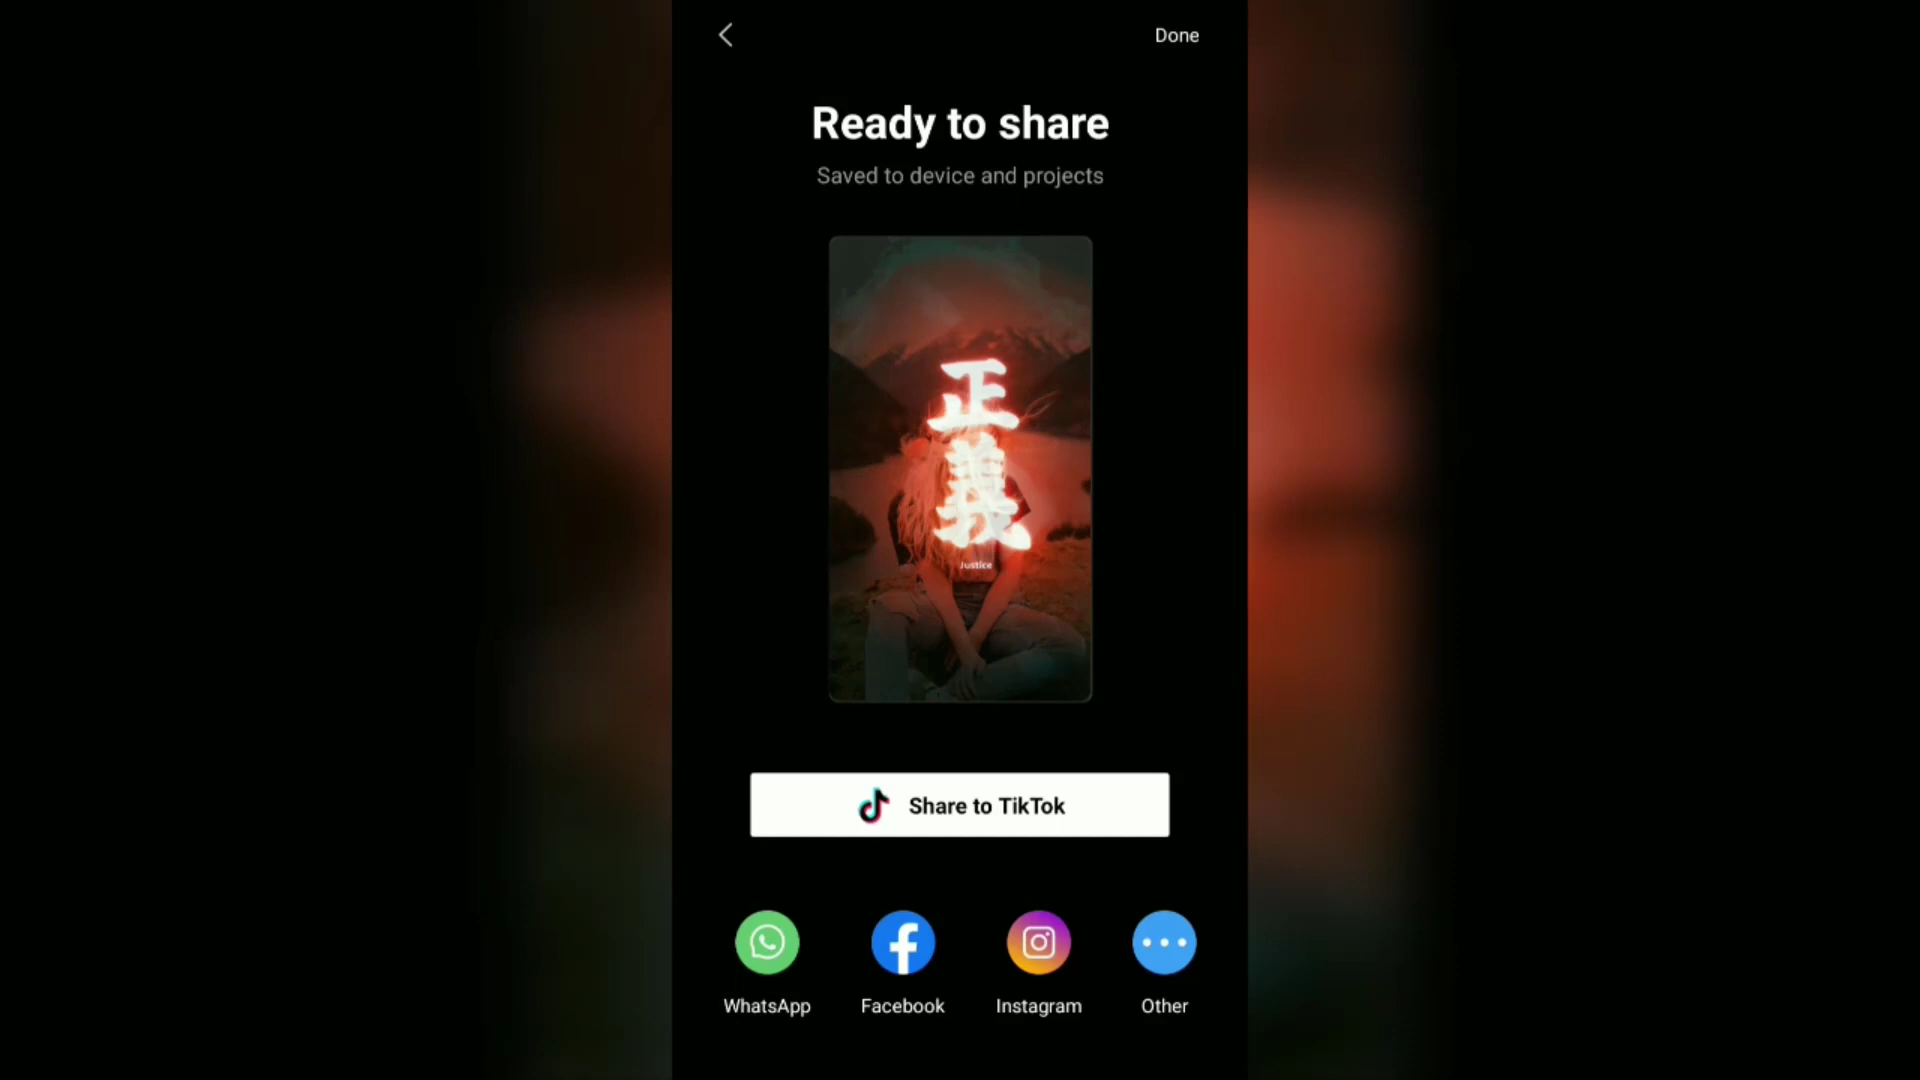 Done
Ready to share
Saved to device and projects
正
義
Justice
Share to TikTok
WhatsApp
Facebook
Instagram
Other